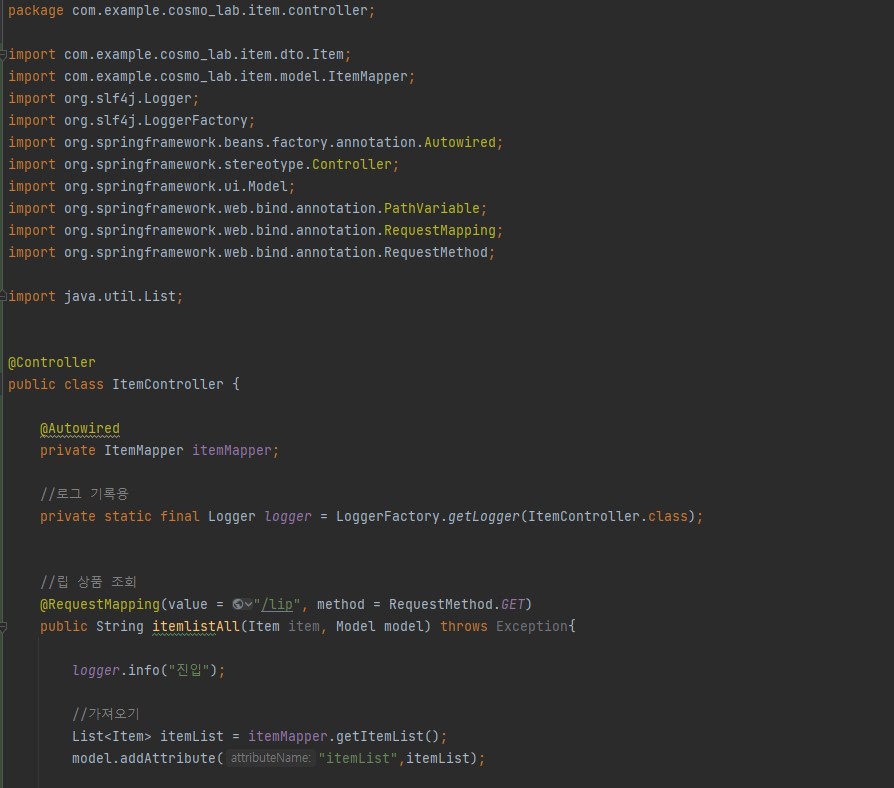 package com.example.cosmo_lab.item.controller;
import com.example.cosmo_lab.item.dto.Item;
import com.example.cosmo_lab.item.model.ItemMapper;
import org.slf4j.Logger;
import org.slf4j.LoggerFactory;
import org.springframework.beans.factory.annotation.Autowired;
import org.springframework.stereotype.Controller;
import org.springframework.ui.Model;
import org.springframework.web.bind.annotation.PathVariable;
import org.springframework.web.bind.annotation.RequestMapping;
import org.springframework.web.bind.annotation.RequestMethod;
import java.util.List;
@Controller
public class ItemController {
@Autowired
private ItemMapper itemMapper;
//로그 기록용
private static final Logger logger = LoggerFactory.getLogger(ItemController.class);
//립 상품 조회
@RequestMapping(value = "/lip", method = RequestMethod.GET)
public String itemlistAll(Item item, Model model) throws Exception{
logger.info("진입");
//가져오기
List<Item> itemList = itemMapper.getItemList();
model.addAttribute( attributeName: "itemList",itemList);